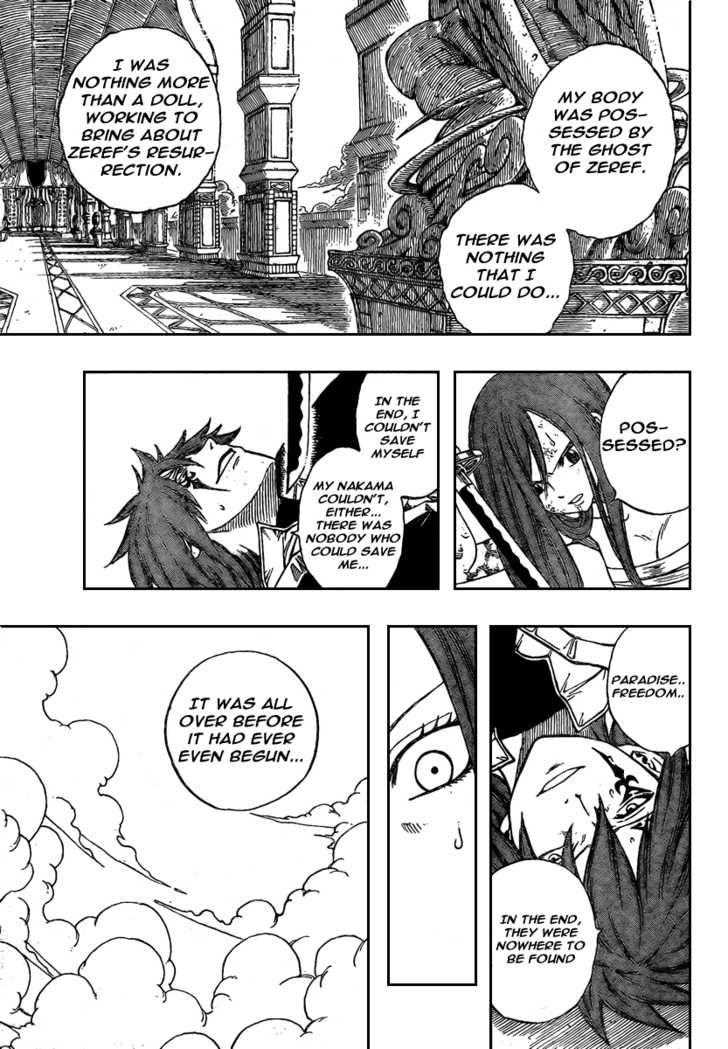 MY BODY
WAS POS-
SESSED BY
THE GHOST
OF ZEREF.
THERE WAS
NOTHING
THAT I
COULD DO...
I WAS
NOTHING MORE
THAN A DOLL,
WORKING TO
BRING ABOUT
ZEREF'S RESUR-
RECTION.
POS-
SESSED?
IN THE
END, I
COULDN'T
SAVE
MYSELF
MY NAKAMA
COULDN'T,
EITHER...
THERE WAS
NOBODY WHO
COULD SAVE
ME...
PARADISE..
FREEDOM..
IN THE END,
THEY WERE
NOWHERE TO
BE FOUND
IT WAS ALL
OVER BEFORE
IT HAD EVER
EVEN BEGUN...